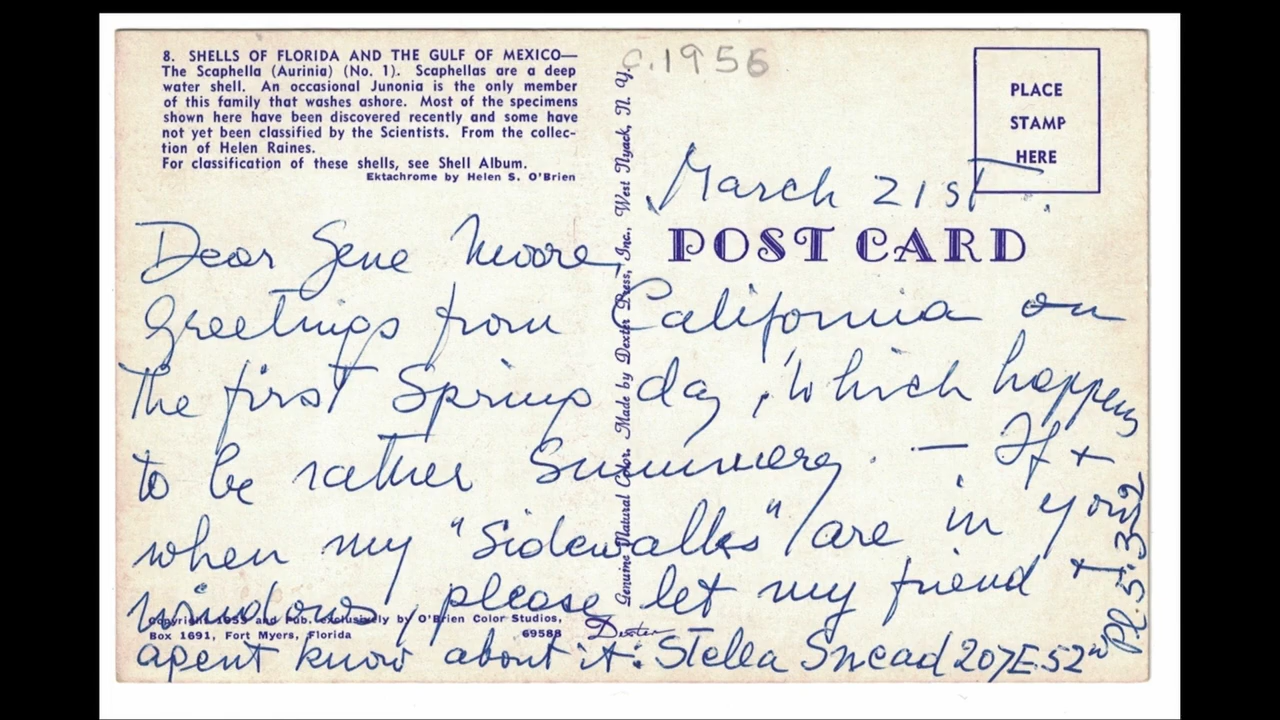 8. SHELLS OF FLORIDA AND THE GULF OF MEXICO—
The Scaphella (Aurinia) (No. 1). Scaphellas are a deep
water shell. An occasional Junonia is the only member
of this family that washes ashore. Most of the specimens
shown here have been discovered recently and some have
not yet been classified by the Scientists. From the collec-
tion of Helen Raines.
For classification of these shells, see Shell Album.
Ektachrome by Helen S. O'Brien
c.1956
PLACE
STAMP
HERE
Genuine Natural Color. Made by Dexter Press, Inc., West Nyack, N. Y.
POST CARD
March 21st.
Dear Gene Moore,
Greetings from California on
the first Spring day, which happens
to be rather Summery. — If +
when my "Sidewalks" are in your
windows, please let my friend +
agent know about it: Stella Snead 207E.52nd
Pl. 5.
Copyright 1955 and Pub. exclusively by O'Brien Color Studios,
Box 1691, Fort Myers, Florida
69588
Dexter